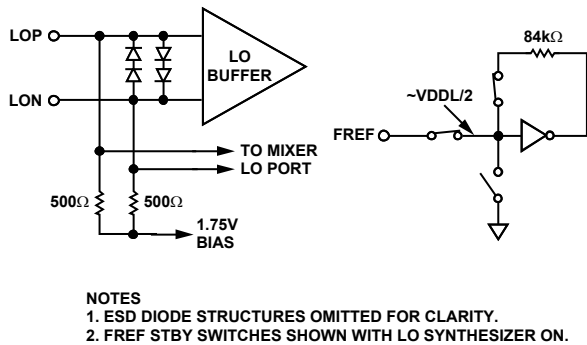 LOP
LON
LO
BUFFER
TO MIXER
LO PORT
500Ω
500Ω
1.75V
BIAS
84kΩ
~VDDL/2
FREF
NOTES
1. ESD DIODE STRUCTURES OMITTED FOR CLARITY.
2. FREF STBY SWITCHES SHOWN WITH LO SYNTHESIZER ON.